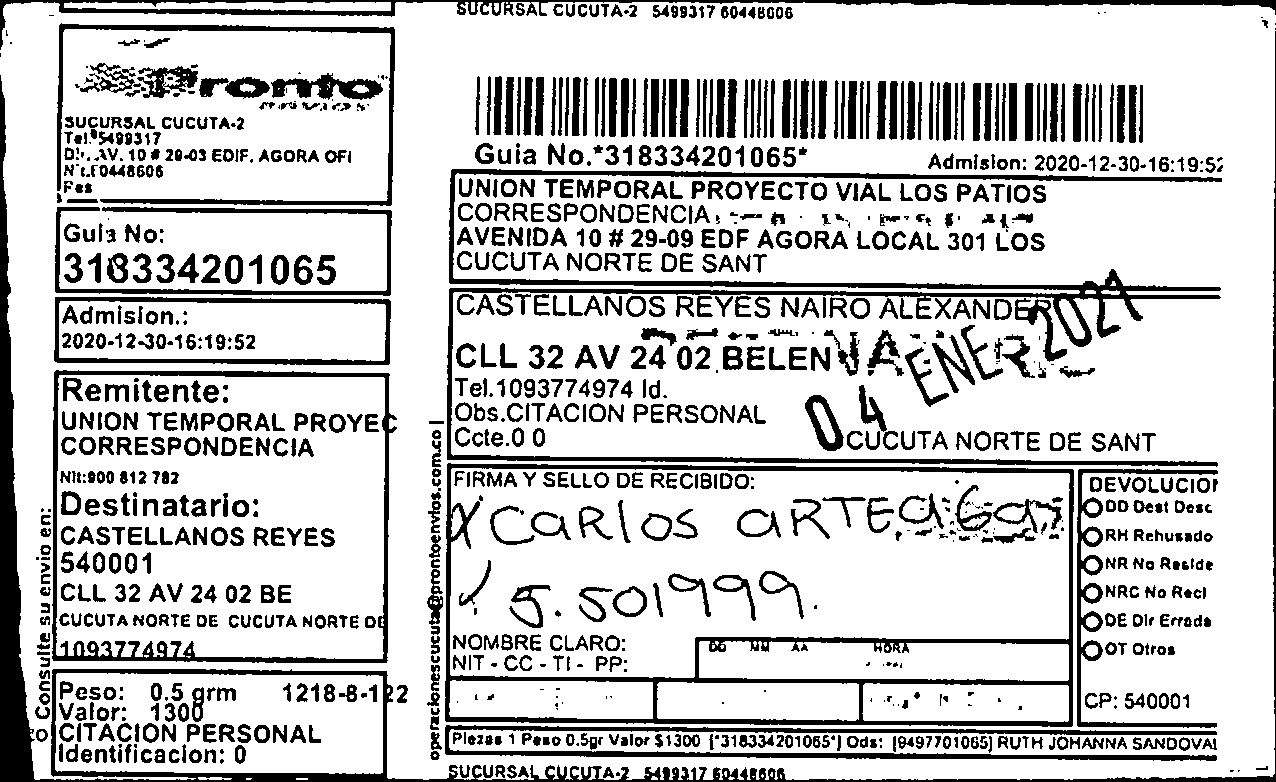 SUCURSAL CUCUTA-2 5499317 60448606
Pronto
SUCURSAL CUCUTA-2
Tel. 5499317
Dir. AV. 10 # 29-03 EDIF. AGORA OFI
Guia No:
318334201065
Admision.:
2020-12-30-16:19:52
Remitente:
UNION TEMPORAL PROYEC
CORRESPONDENCIA
Nit:900 812 782
Destinatario:
CASTELLANOS REYES
540001
CLL 32 AV 24 02 BE
CUCUTA NORTE DE CUCUTA NORTE DE
1093774974
Peso: 0.5 grm 1218-8-122
Valor: 1300
CITACION PERSONAL
Identificacion: 0
Consulte su envio en:
operacionescucuta@prontoenvios.com.co
Guia No.*318334201065*
Admision: 2020-12-30-16:19:52
UNION TEMPORAL PROYECTO VIAL LOS PATIOS
CORRESPONDENCIA
AVENIDA 10 # 29-09 EDF AGORA LOCAL 301 LOS
CUCUTA NORTE DE SANT
CASTELLANOS REYES NAIRO ALEXANDER
CLL 32 AV 24 02 BELEN
04 ENE 2021
Tel.1093774974 Id.
Obs.CITACION PERSONAL
Ccte.0 0
CUCUTA NORTE DE SANT
FIRMA Y SELLO DE RECIBIDO:
X CARLOS ARTEAGA
5.501999.
NOMBRE CLARO:
NIT - CC - TI - PP:
DD MM AA HORA
DEVOLUCION
DD Dest Desc
RH Rehusado
NR No Reside
NRC No Recl
DE Dir Errada
OT Otros
CP: 540001
Piezas 1 Peso 0.5gr Valor $1300 [*318334201065*] Ods: [9497701065] RUTH JOHANNA SANDOVAL
SUCURSAL CUCUTA-2 5499317 60448606